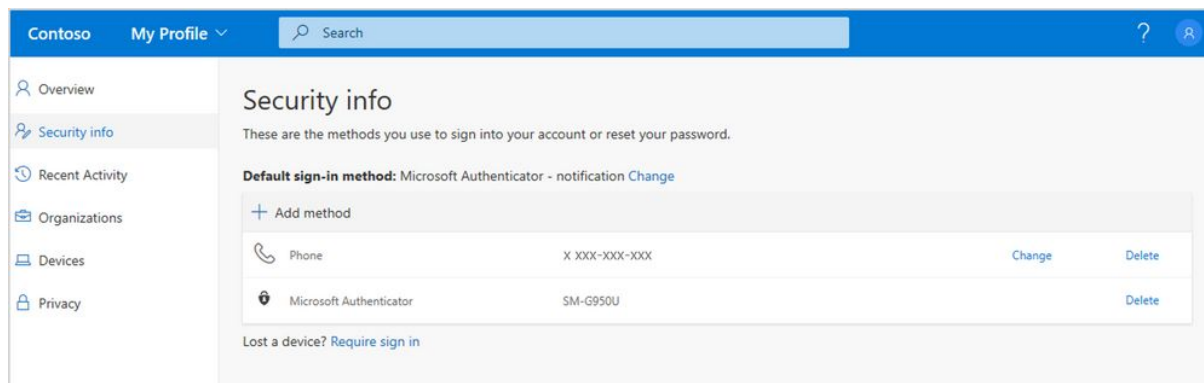 Contoso My Profile Search ?
Overview
Security info
Recent Activity
Organizations
Devices
Privacy
Security info
These are the methods you use to sign into your account or reset your password.
Default sign-in method: Microsoft Authenticator - notification Change
+ Add method
Phone X XXX-XXX-XXX Change Delete
Microsoft Authenticator SM-G950U Delete
Lost a device? Require sign in